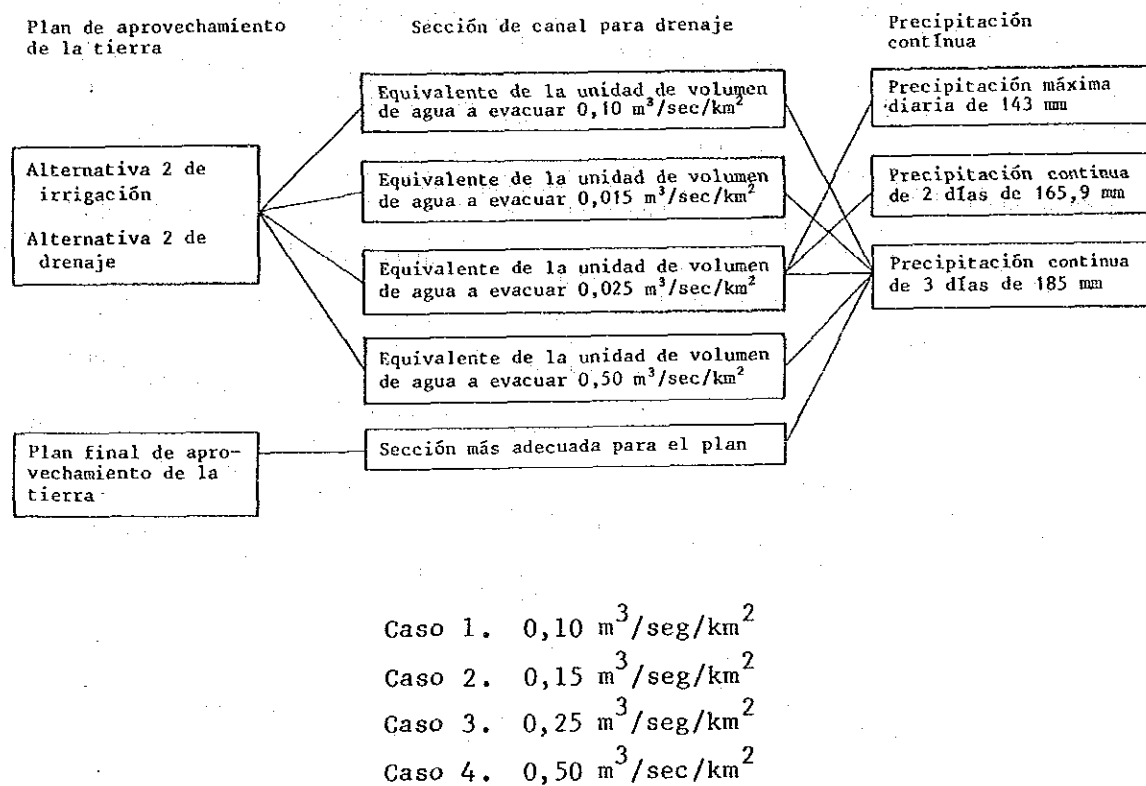 Plan de aprovechamiento
de la tierra
Sección de canal para drenaje
Precipitación
contínua
Alternativa 2 de
irrigación
Alternativa 2 de
drenaje
Equivalente de la unidad de volumen
de agua a evacuar 0,10 m³/sec/km²
Equivalente de la unidad de volumen
de agua a evacuar 0,015 m³/sec/km²
Equivalente de la unidad de volumen
de agua a evacuar 0,025 m³/sec/km²
Equivalente de la unidad de volumen
de agua a evacuar 0,50 m³/sec/km²
Precipitación máxima
diaria de 143 mm
Precipitación continua
de 2 días de 165,9 mm
Precipitación continua
de 3 días de 185 mm
Plan final de apro-
vechamiento de la
tierra
Sección más adecuada para el plan
Caso 1. 0,10 m³/seg/km²
Caso 2. 0,15 m³/seg/km²
Caso 3. 0,25 m³/seg/km²
Caso 4. 0,50 m³/sec/km²